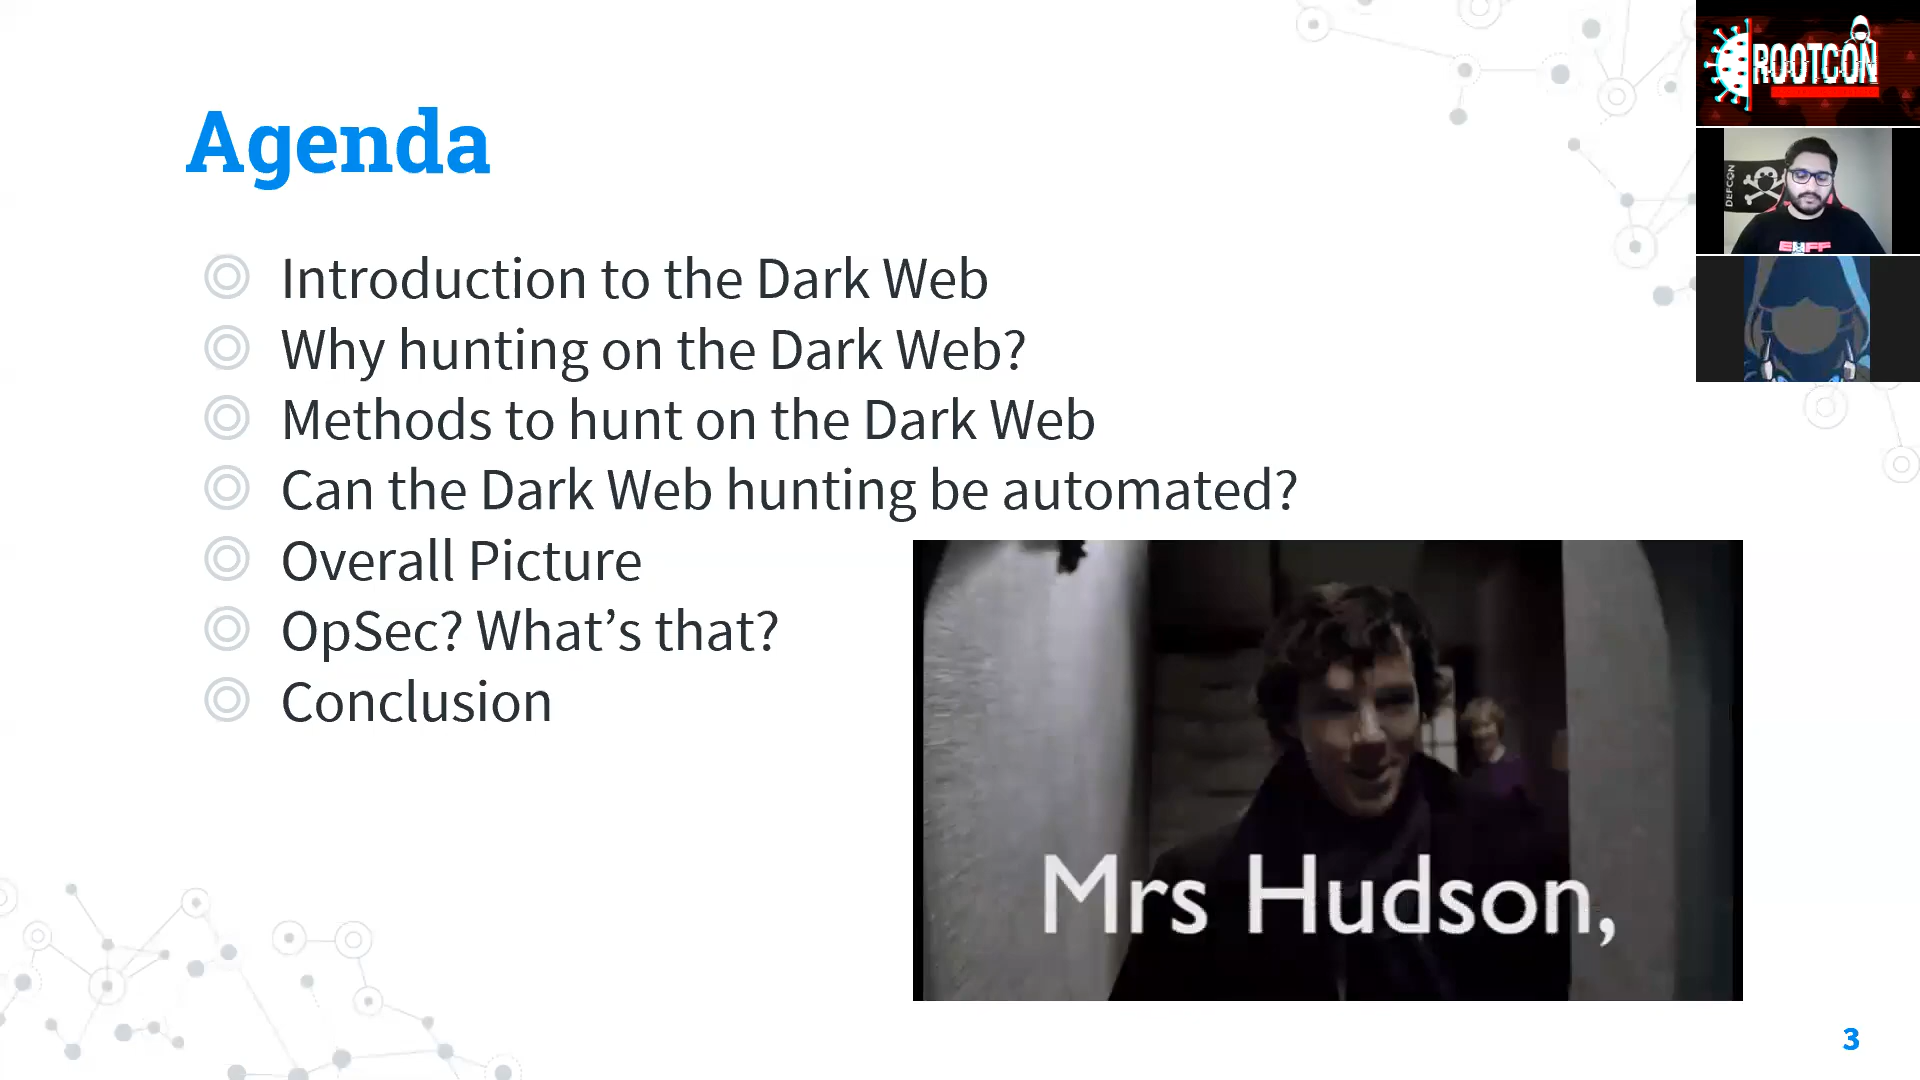 Agenda
Introduction to the Dark Web
Why hunting on the Dark Web?
Methods to hunt on the Dark Web
Can the Dark Web hunting be automated?
Overall Picture
OpSec? What’s that?
Conclusion
Mrs Hudson,
3
ROOTCON
DEFCON